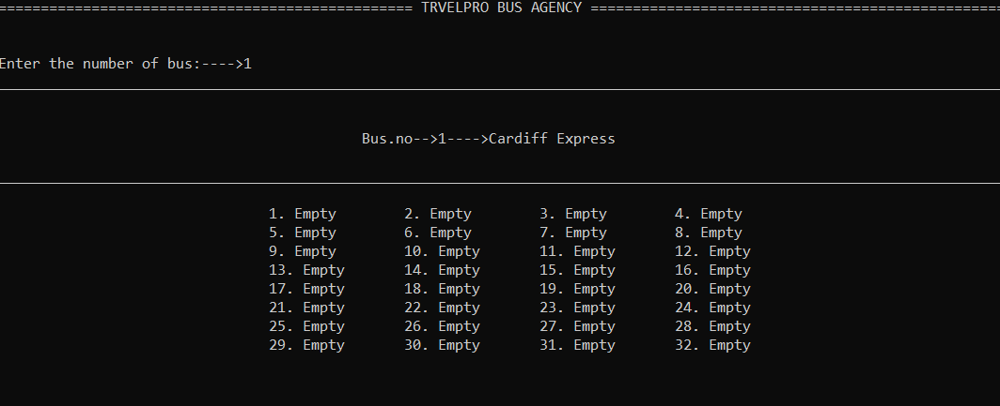 ================================================= TRVELPRO BUS AGENCY =================================================
Enter the number of bus:---->1
Bus.no-->1---->Cardiff Express
1. Empty 2. Empty 3. Empty 4. Empty
5. Empty 6. Empty 7. Empty 8. Empty
9. Empty 10. Empty 11. Empty 12. Empty
13. Empty 14. Empty 15. Empty 16. Empty
17. Empty 18. Empty 19. Empty 20. Empty
21. Empty 22. Empty 23. Empty 24. Empty
25. Empty 26. Empty 27. Empty 28. Empty
29. Empty 30. Empty 31. Empty 32. Empty